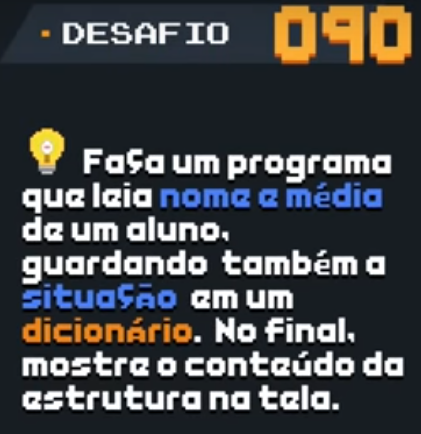 DESAFIO 090
Faça um programa
que leia nome e média
de um aluno,
guardando também a
situação em um
dicionário. No final,
mostre o conteúdo da
estrutura na tela.